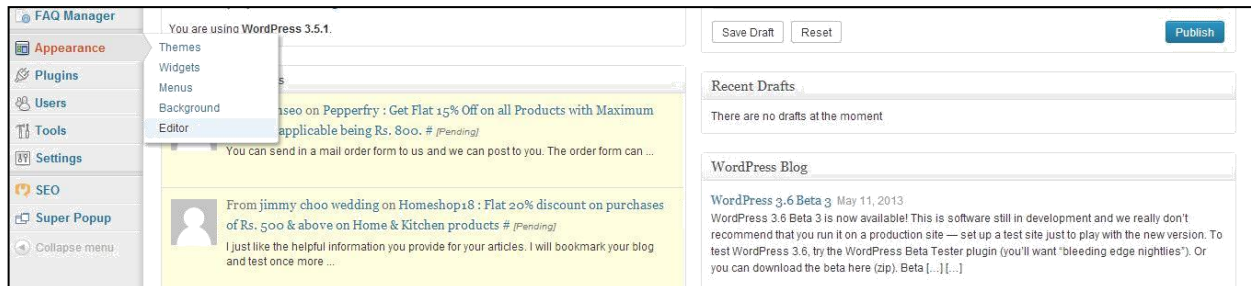 FAQ Manager
Appearance
Plugins
Users
Tools
Settings
SEO
Super Popup
Collapse menu
Themes
Widgets
Menus
Background
Editor
You are using WordPress 3.5.1.
on Pepperfry : Get Flat 15% Off on all Products with Maximum
applicable being Rs. 800. # [Pending]
You can send in a mail order form to us and we can post to you. The order form can ...
From jimmy choo wedding on Homeshop18 : Flat 20% discount on purchases
of Rs. 500 & above on Home & Kitchen products # [Pending]
I just like the helpful information you provide for your articles. I will bookmark your blog
and test once more ...
Save Draft Reset Publish
Recent Drafts
There are no drafts at the moment
WordPress Blog
WordPress 3.6 Beta 3 May 11, 2013
WordPress 3.6 Beta 3 is now available! This is software still in development and we really don't
recommend that you run it on a production site — set up a test site just to play with the new version. To
test WordPress 3.6, try the WordPress Beta Tester plugin (you'll want "bleeding edge nightlies"). Or
you can download the beta here (zip). Beta [...] [...]